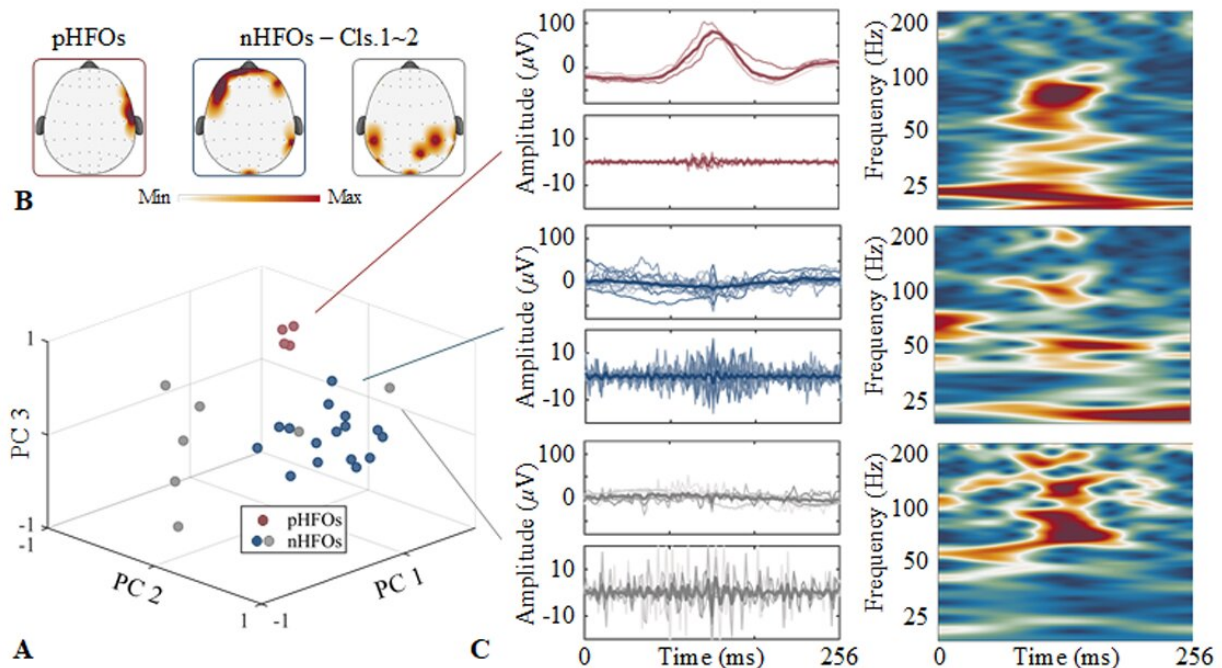 pHFOs
nHFOs – Cls.1~2
B
Min
Max
1
PC 3
-1
-1
PC 2
1
-1
PC 1
1
pHFOs
nHFOs
A
Amplitude (μV)
100
0
10
-10
Amplitude (μV)
100
0
10
-10
Amplitude (μV)
100
0
10
-10
C
0
Time (ms)
256
Frequency (Hz)
200
100
50
25
Frequency (Hz)
200
100
50
25
Frequency (Hz)
200
100
50
25
0
Time (ms)
256